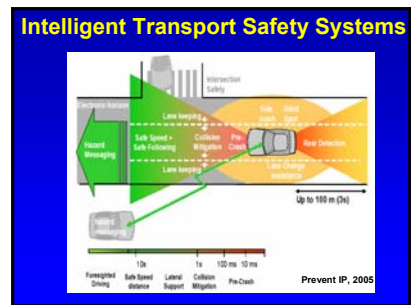 Intelligent Transport Safety Systems
Intersection
Safety
Electronic horizon
Lane keeping
Side
crash
Blind
Spot
Hazard
Messaging
Safe Speed +
Safe Following
Collision
Mitigation
Pre-
Crash
Rear Detection
Lane keeping
Lane Change
Assistance
Up to 100 m (3s)
messaging
10s
1s
100 ms
10 ms
Foresighted
Driving
Safe Speed
distance
Lateral
Support
Collision
Mitigation
Pre-Crash
Prevent IP, 2005